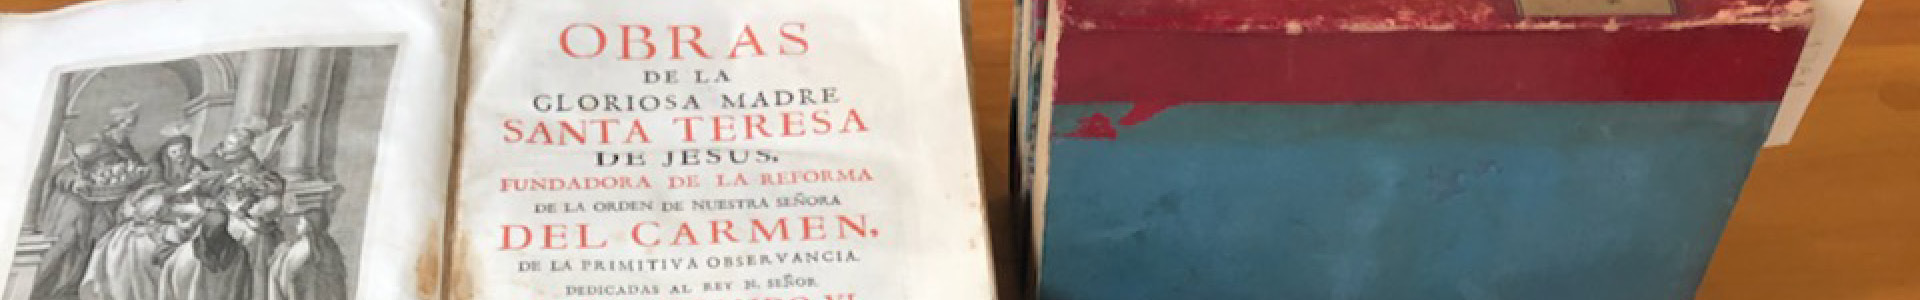 OBRAS
DE LA
GLORIOSA MADRE
SANTA TERESA
DE JESUS,
FUNDADORA DE LA REFORMA
DE LA ORDEN DE NUESTRA SEÑORA
DEL CARMEN,
DE LA PRIMITIVA OBSERVANCIA.
DEDICADAS AL REY N. SEÑOR
VI